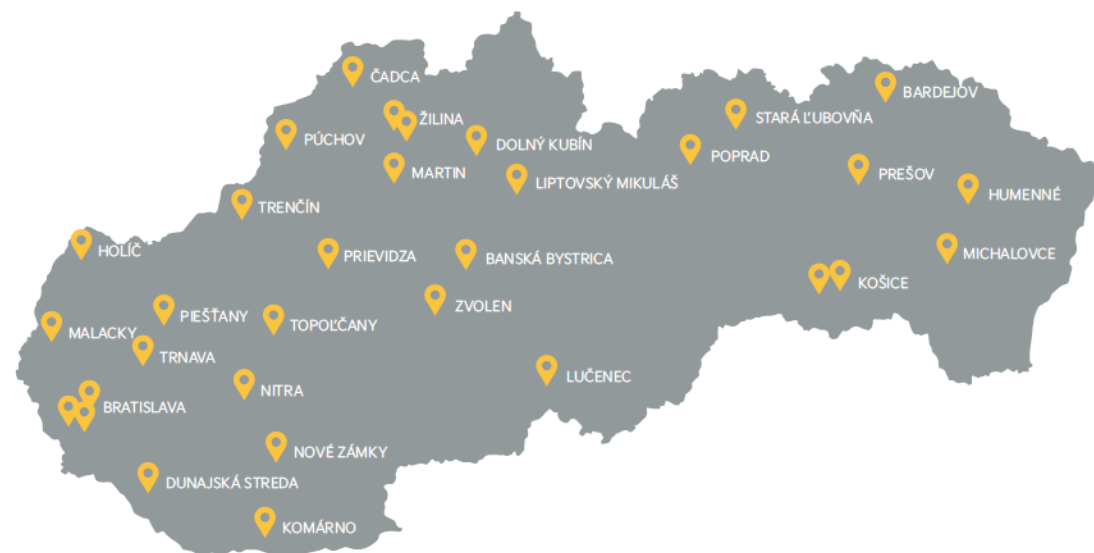 ČADCA
BARDEJOV
ŽILINA
STARÁ ĽUBOVŇA
PÚCHOV
DOLNÝ KUBÍN
POPRAD
MARTIN
PREŠOV
LIPTOVSKÝ MIKULÁŠ
HUMENNÉ
TRENČÍN
HOLÍČ
PRIEVIDZA
BANSKÁ BYSTRICA
MICHALOVCE
KOŠICE
ZVOLEN
PIEŠŤANY
TOPOĽČANY
MALACKY
TRNAVA
LUČENEC
NITRA
BRATISLAVA
NOVÉ ZÁMKY
DUNAJSKÁ STREDA
KOMÁRNO